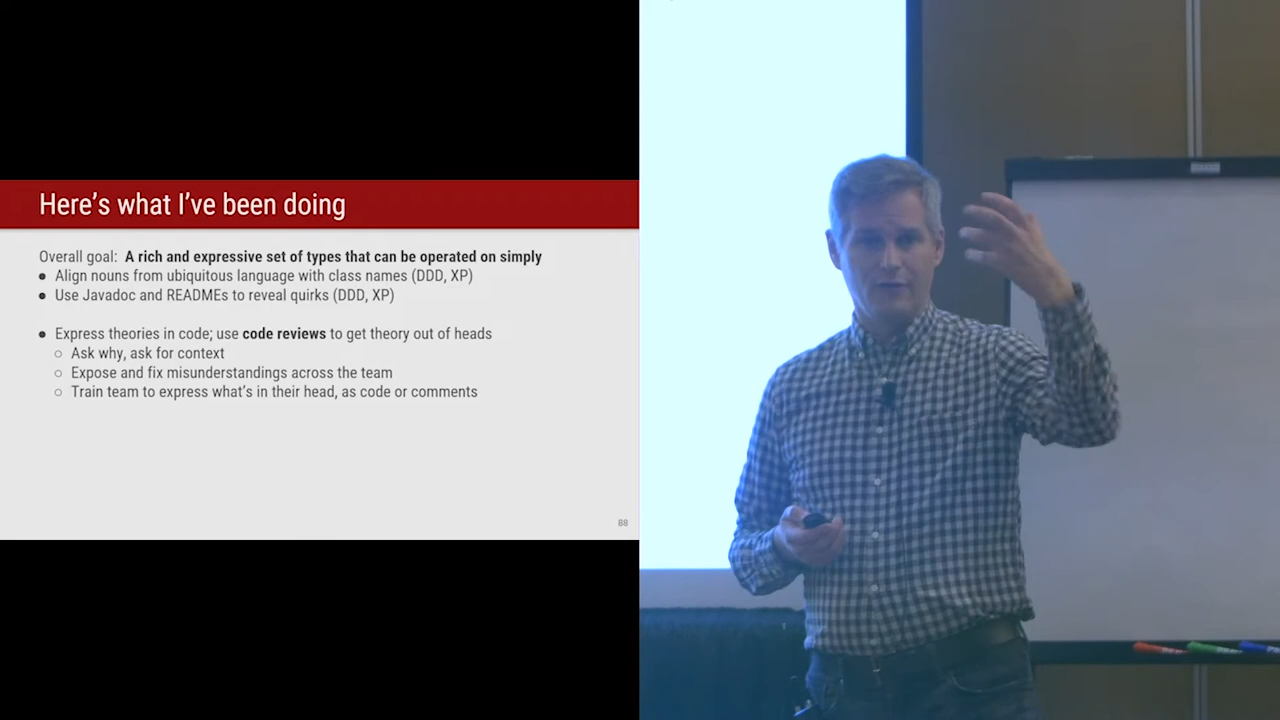 Here's what I've been doing
Overall goal: A rich and expressive set of types that can be operated on simply
● Align nouns from ubiquitous language with class names (DDD, XP)
● Use Javadoc and READMEs to reveal quirks (DDD, XP)
● Express theories in code; use code reviews to get theory out of heads
○ Ask why, ask for context
○ Expose and fix misunderstandings across the team
○ Train team to express what's in their head, as code or comments
88